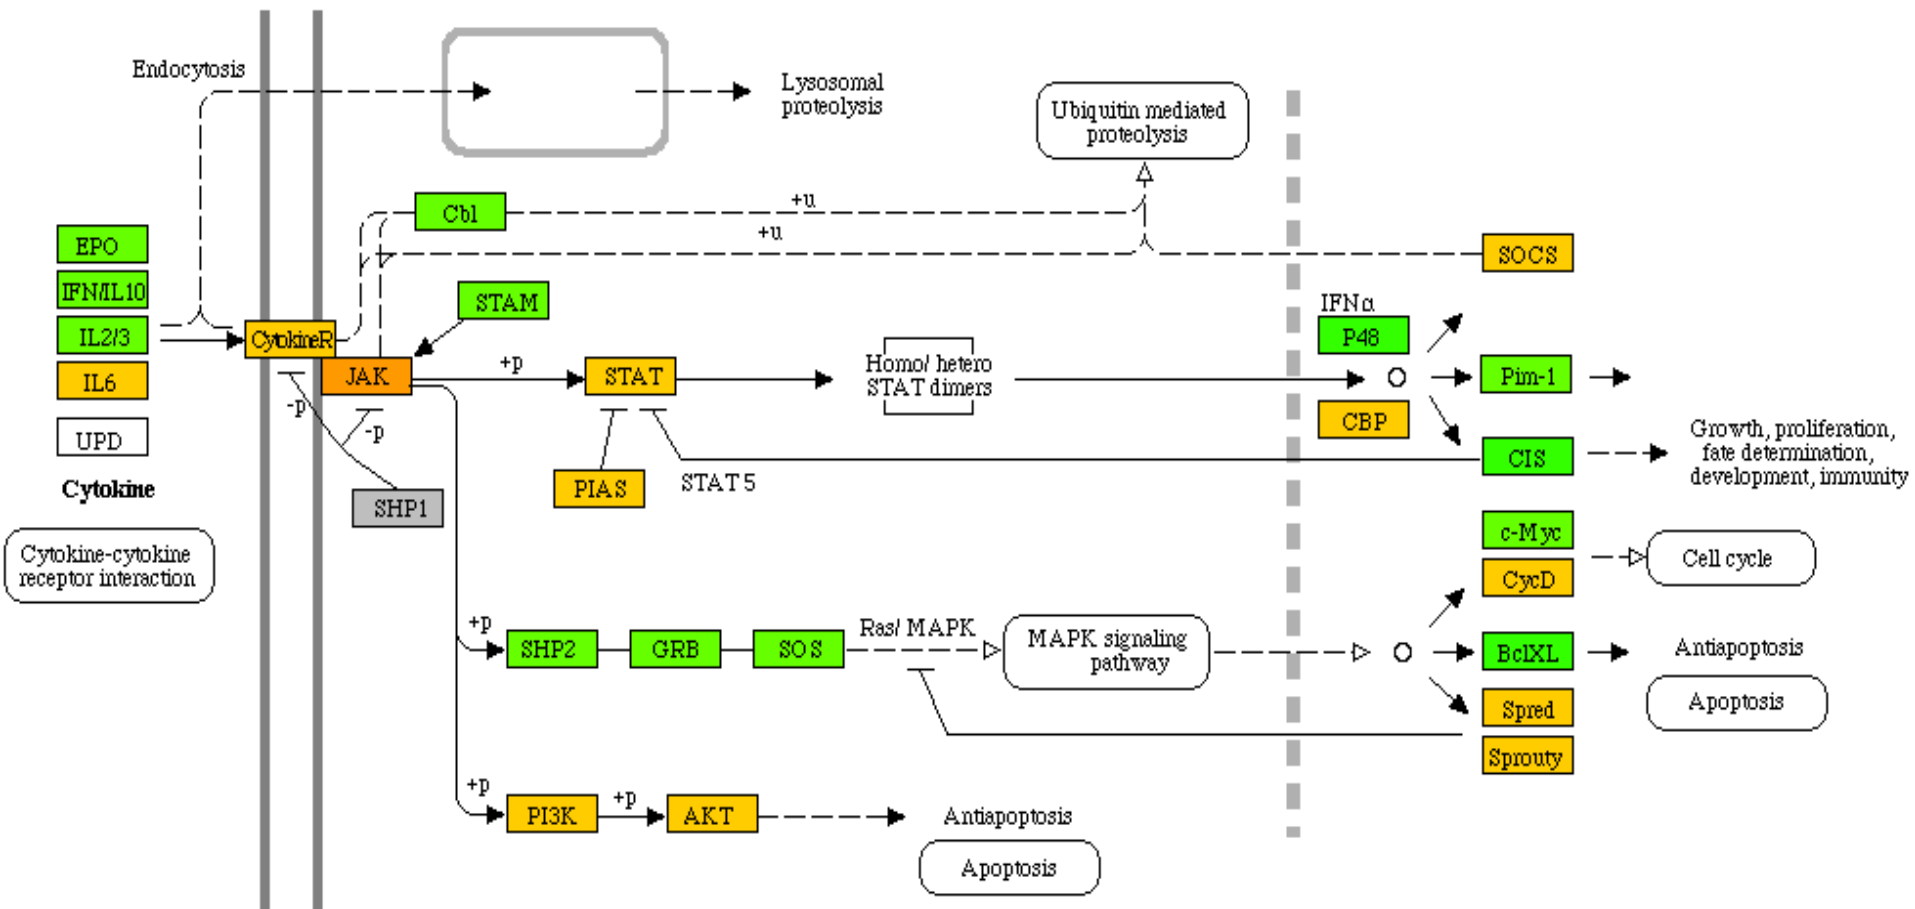 Endocytosis
Lysosomal
proteolysis
Ubiquitin mediated
proteolysis
Cbl
+u
+u
EPO
IFN/IL10
IL2/3
IL6
UPD
Cytokine
Cytokine-cytokine
receptor interaction
CytokineR
JAK
STAM
SOCS
+p
STAT
Homo/ hetero
STAT dimers
IFNα
P48
CBP
Pim-1
CIS
Growth, proliferation,
fate determination,
development, immunity
-p
-p
SHP1
PIAS
STAT5
c-Myc
CycD
Cell cycle
+p
SHP2
GRB
SOS
Ras/ MAPK
MAPK signaling
pathway
BclXL
Antiapoptosis
Apoptosis
Spred
Sprouty
+p
PI3K
+p
AKT
Antiapoptosis
Apoptosis